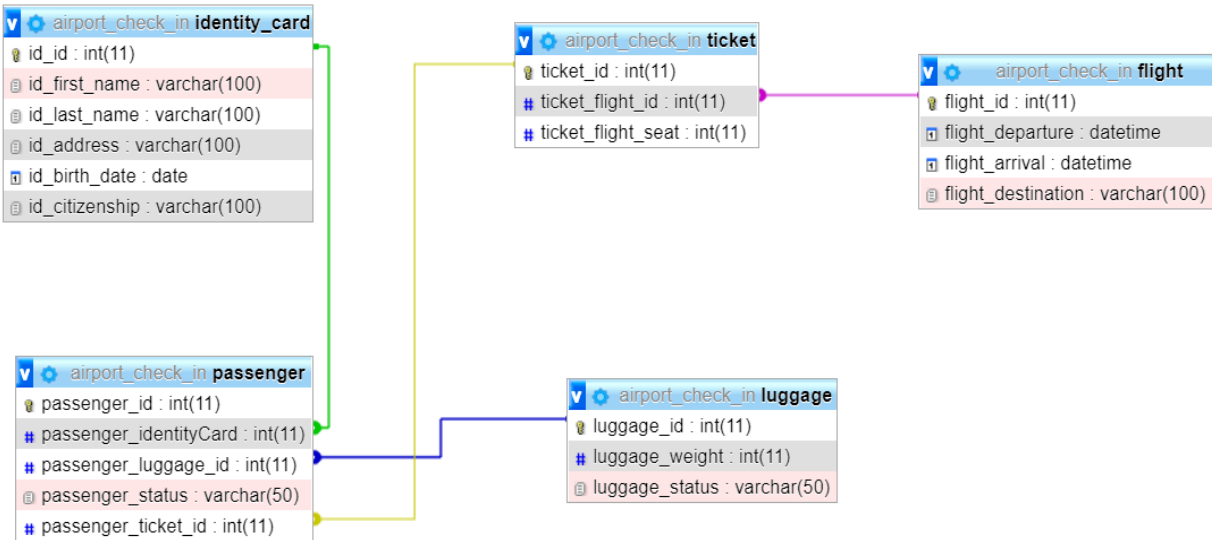 airport_check_in identity_card
id_id : int(11)
id_first_name : varchar(100)
id_last_name : varchar(100)
id_address : varchar(100)
id_birth_date : date
id_citizenship : varchar(100)
airport_check_in ticket
ticket_id : int(11)
# ticket_flight_id : int(11)
# ticket_flight_seat : int(11)
airport_check_in flight
flight_id : int(11)
flight_departure : datetime
flight_arrival : datetime
flight_destination : varchar(100)
airport_check_in passenger
passenger_id : int(11)
# passenger_identityCard : int(11)
# passenger_luggage_id : int(11)
passenger_status : varchar(50)
# passenger_ticket_id : int(11)
airport_check_in luggage
luggage_id : int(11)
# luggage_weight : int(11)
luggage_status : varchar(50)